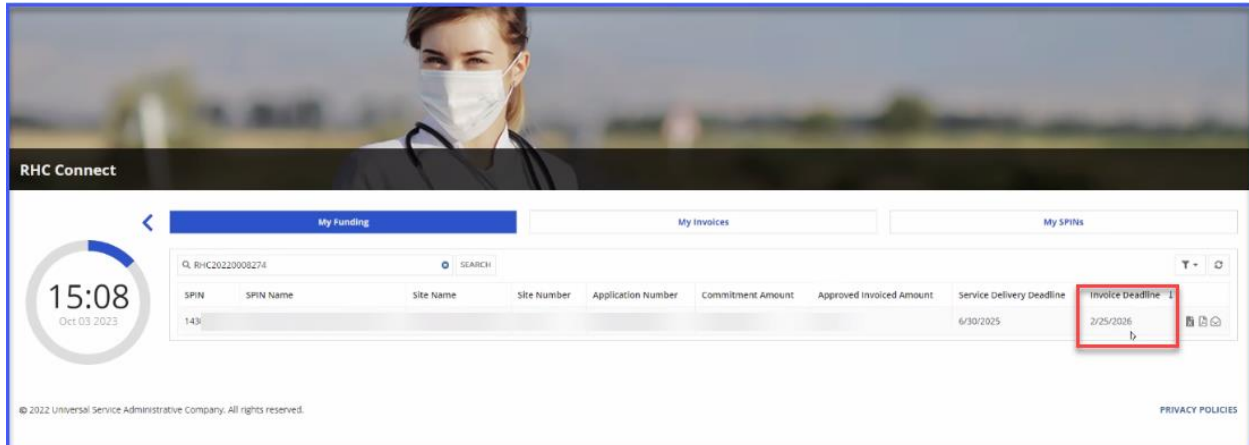 RHC Connect
My Funding
My Invoices
My SPINs
RHC20220008274
SEARCH
15:08
Oct 03 2023
SPIN SPIN Name Site Name Site Number Application Number Commitment Amount Approved Invoiced Amount Service Delivery Deadline Invoice Deadline
143 6/30/2025 2/25/2026
© 2022 Universal Service Administrative Company. All rights reserved.
PRIVACY POLICIES